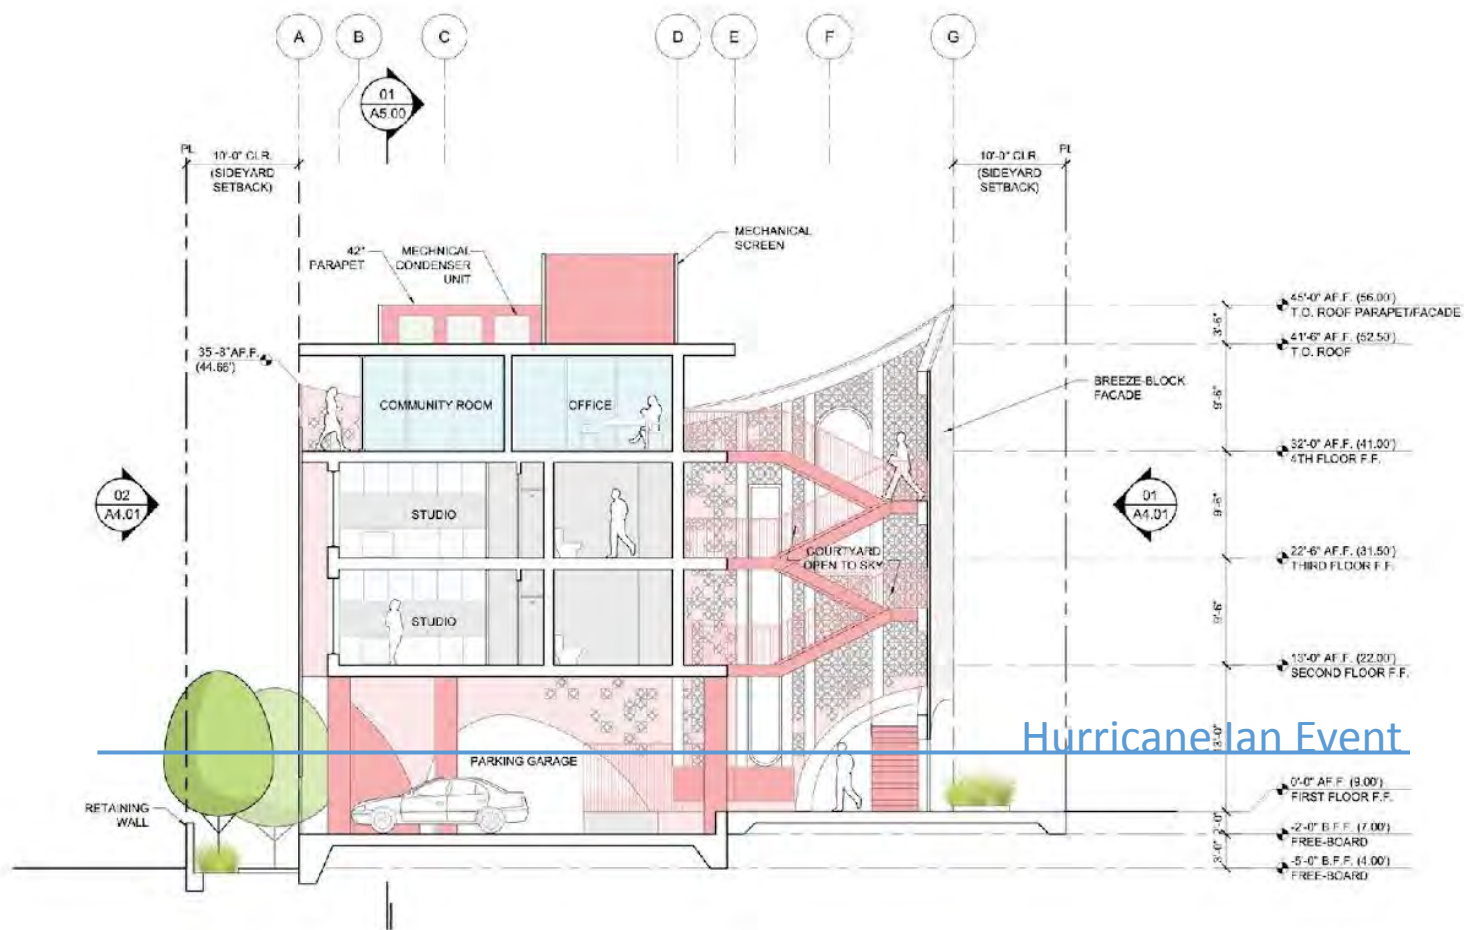 A B C D E F G
01
A5.00
PL
10'-0" CLR.
(SIDEYARD
SETBACK)
PL
10'-0" CLR.
(SIDEYARD
SETBACK)
MECHANICAL
SCREEN
42"
PARAPET
MECHNICAL
CONDENSER
UNIT
45'-0" AF.F. (56.00')
T.O. ROOF PARAPET/FACADE
3'-6"
41'-6" AF.F. (52.50')
T.O. ROOF
35'-8" AF.F.
(44.66')
BREEZE-BLOCK
FACADE
COMMUNITY ROOM
OFFICE
9'-6"
32'-0" AF.F. (41.00')
4TH FLOOR F.F.
02
A4.01
01
A4.01
STUDIO
9'-6"
COURTYARD
OPEN TO SKY
22'-6" AF.F. (31.50')
THIRD FLOOR F.F.
STUDIO
9'-6"
13'-0" AF.F. (22.00')
SECOND FLOOR F.F.
Hurricane Ian Event
13'-0"
PARKING GARAGE
0'-0" AF.F. (9.00')
FIRST FLOOR F.F.
RETAINING
WALL
2'-0"
-2'-0" B.F.F. (7.00')
FREE-BOARD
3'-0"
-5'-0" B.F.F. (4.00')
FREE-BOARD